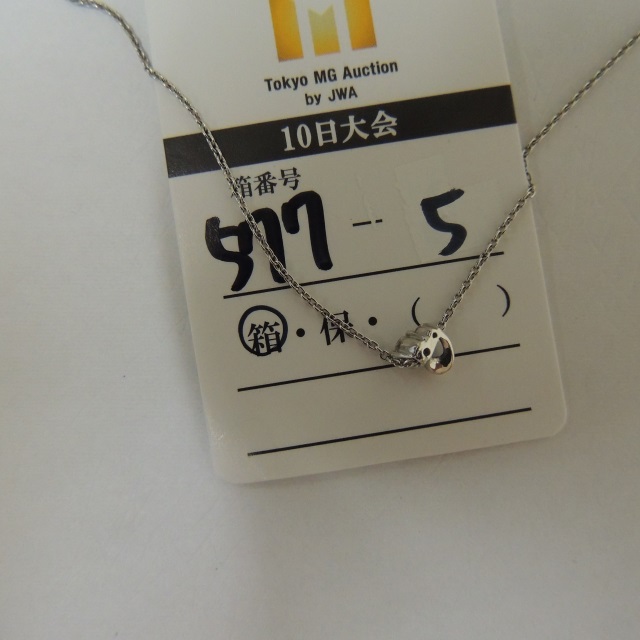 Tokyo MG Auction
by JWA
10日大会
箱番号
977 - 5
箱・保・(　　)